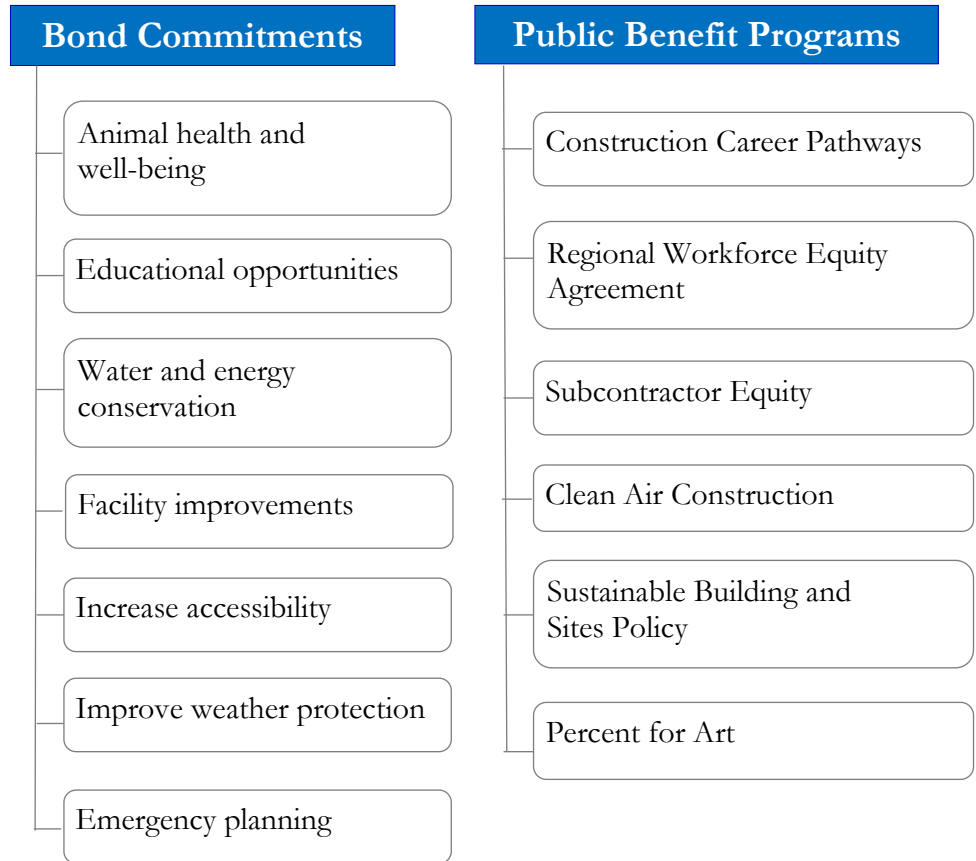 Bond Commitments
Animal health and
well-being
Educational opportunities
Water and energy
conservation
Facility improvements
Increase accessibility
Improve weather protection
Emergency planning
Public Benefit Programs
Construction Career Pathways
Regional Workforce Equity
Agreement
Subcontractor Equity
Clean Air Construction
Sustainable Building and
Sites Policy
Percent for Art